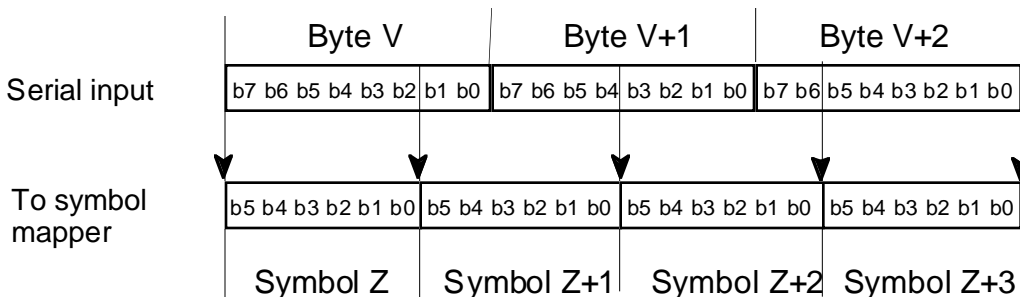 Byte V Byte V+1 Byte V+2
Serial input b7 b6 b5 b4 b3 b2 b1 b0 b7 b6 b5 b4 b3 b2 b1 b0 b7 b6 b5 b4 b3 b2 b1 b0
To symbol
mapper
b5 b4 b3 b2 b1 b0 b5 b4 b3 b2 b1 b0 b5 b4 b3 b2 b1 b0 b5 b4 b3 b2 b1 b0
Symbol Z Symbol Z+1 Symbol Z+2 Symbol Z+3